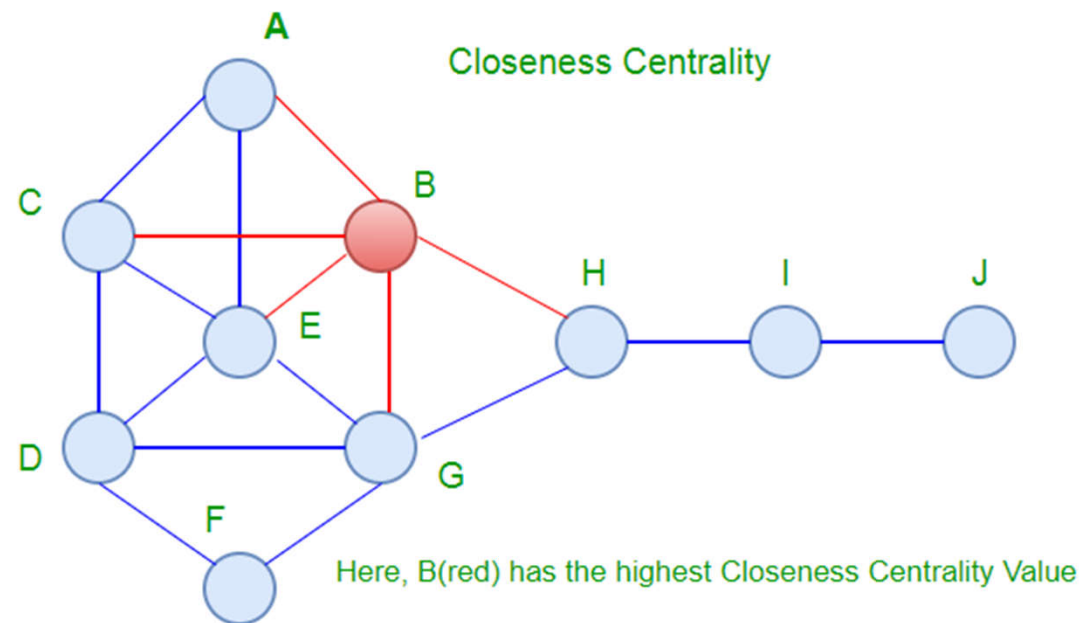 A
Closeness Centrality
B
C
H
I
J
E
D
G
F
Here, B(red) has the highest Closeness Centrality Value